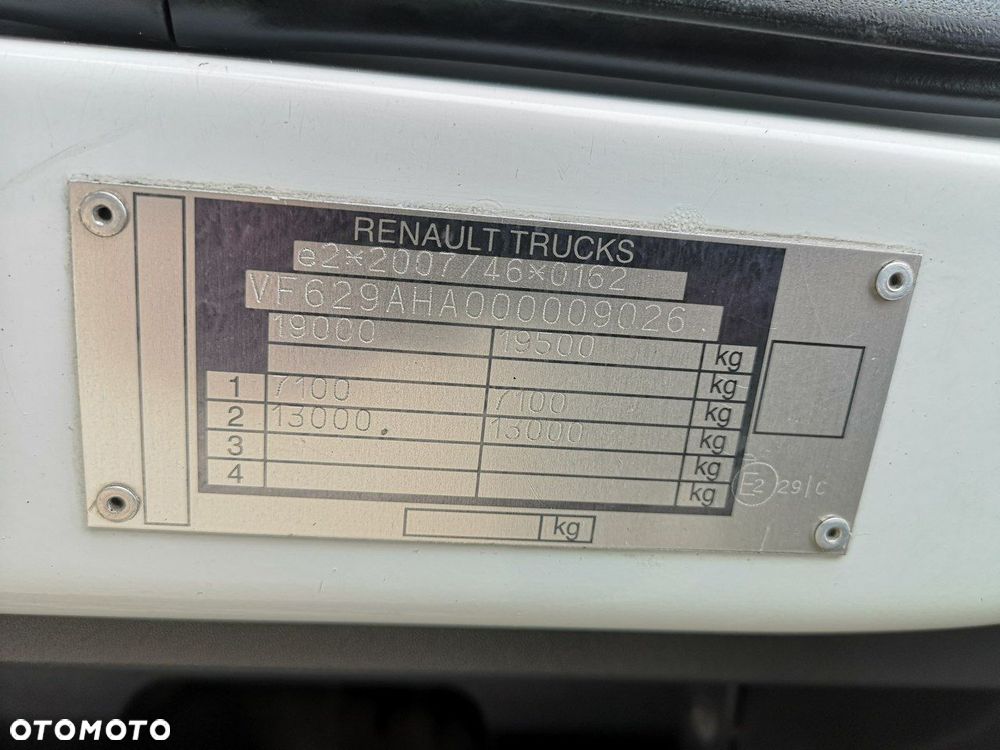 RENAULT TRUCKS
e2*2007/46*0162
VF629AHA000009026
19000 19500 kg
kg
1 7100 7100 kg
2 13000 13000 kg
3 kg
4 kg
E2 29/C
kg
OTOMOTO